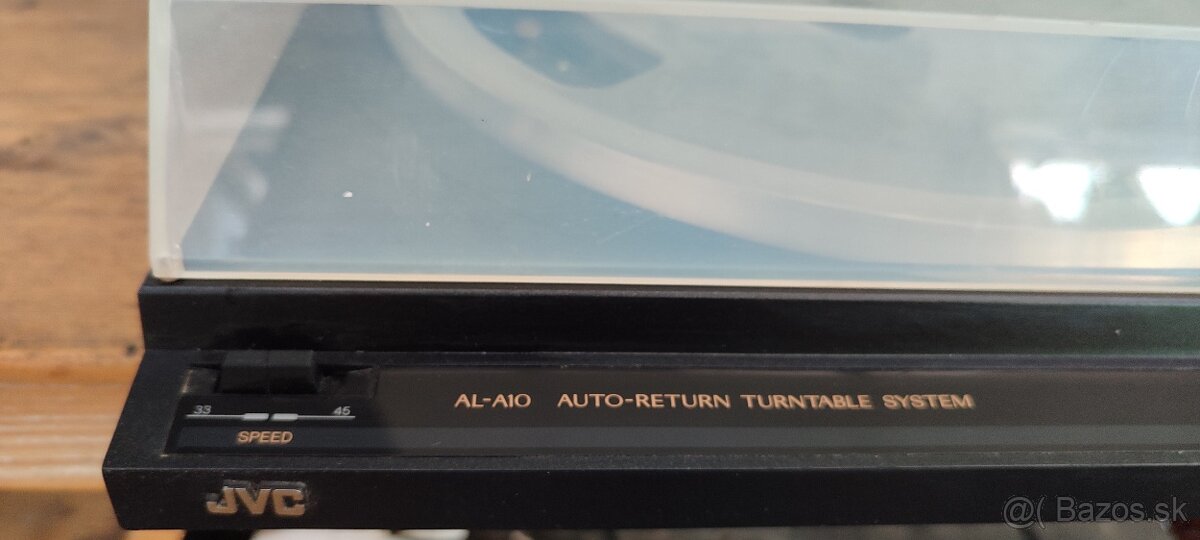 AL-A10 AUTO-RETURN TURNTABLE SYSTEM
33 45
SPEED
JVC
@( Bazos.sk